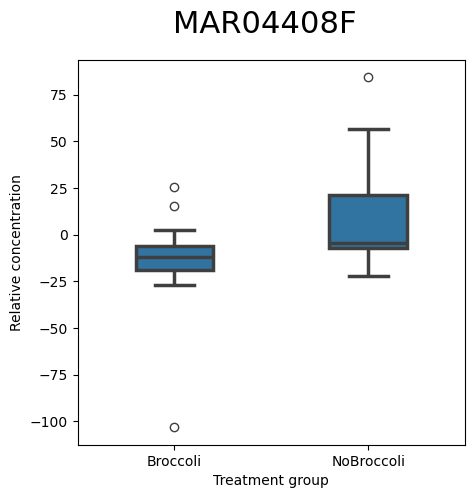 MAR04408F
75
50
25
0
−25
−50
−75
−100
Relative concentration
Broccoli
NoBroccoli
Treatment group